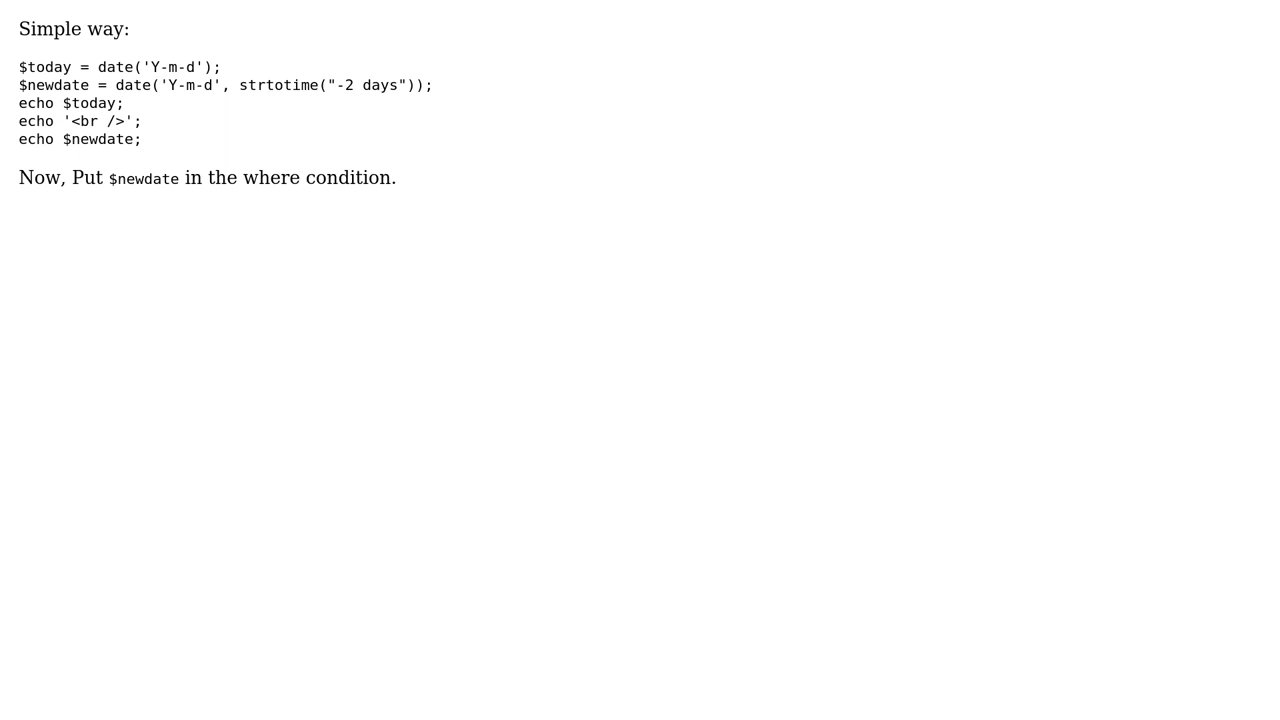 Simple way:
$today = date('Y-m-d');
$newdate = date('Y-m-d', strtotime("-2 days"));
echo $today;
echo '<br />';
echo $newdate;
Now, Put $newdate in the where condition.